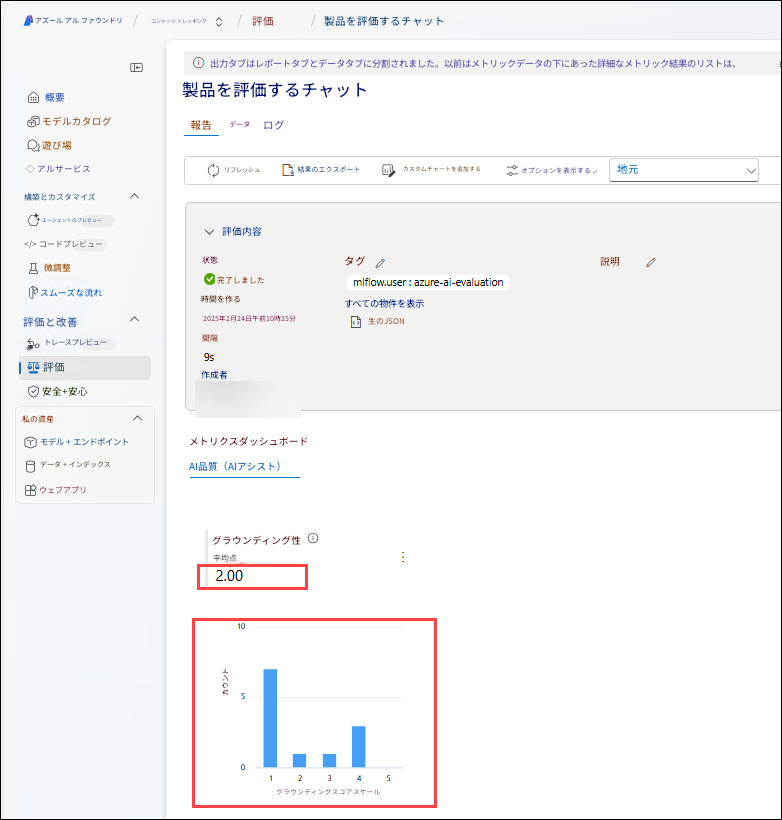 アズール アル ファウンドリ / コントーソ トレッキング / 評価 / 製品を評価するチャット
出力タブはレポートタブとデータタブに分割されました。以前はメトリックデータの下にあった詳細なメトリック結果のリストは、
製品を評価するチャット
報告 データ ログ
リフレッシュ 結果のエクスポート カスタムチャートを追加する オプションを表示する 地元
概要
モデルカタログ
遊び場
アルサービス
構築とカスタマイズ
エージェントのプレビュー
コードプレビュー
微調整
スムーズな流れ
評価と改善
トレースプレビュー
評価
安全+安心
私の資産
モデル + エンドポイント
データ + インデックス
ウェブアプリ
評価内容
状態
完了しました
時間を作る
2025年2月24日午前10時25分
間隔
9s
作成者
タグ
mlflow.user : azure-ai-evaluation
すべての物件を表示
生のJSON
説明
メトリクスダッシュボード
AI品質（AIアシスト）
グラウンディング性
平均点
2.00
10
5
0
カウント
1 2 3 4 5
グラウンディングスコアスケール